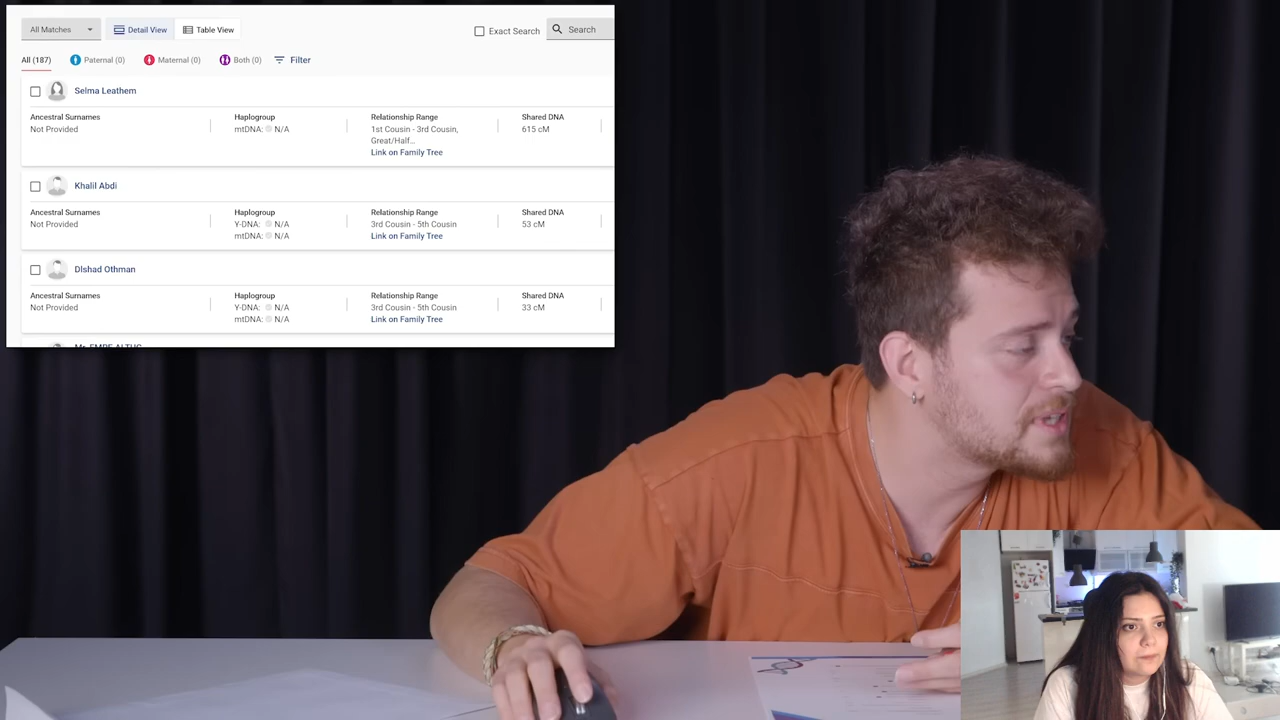 All Matches
Detail View
Table View
Exact Search
Search
All (187)
Paternal (0)
Maternal (0)
Both (0)
Filter
Selma Leathem
Ancestral Surnames
Not Provided
Haplogroup
mtDNA: N/A
Relationship Range
1st Cousin - 3rd Cousin,
Great/Half...
Link on Family Tree
Shared DNA
615 cM
Khalil Abdi
Ancestral Surnames
Not Provided
Haplogroup
Y-DNA: N/A
mtDNA: N/A
Relationship Range
3rd Cousin - 5th Cousin
Link on Family Tree
Shared DNA
53 cM
Dlshad Othman
Ancestral Surnames
Not Provided
Haplogroup
Y-DNA: N/A
mtDNA: N/A
Relationship Range
3rd Cousin - 5th Cousin
Link on Family Tree
Shared DNA
33 cM